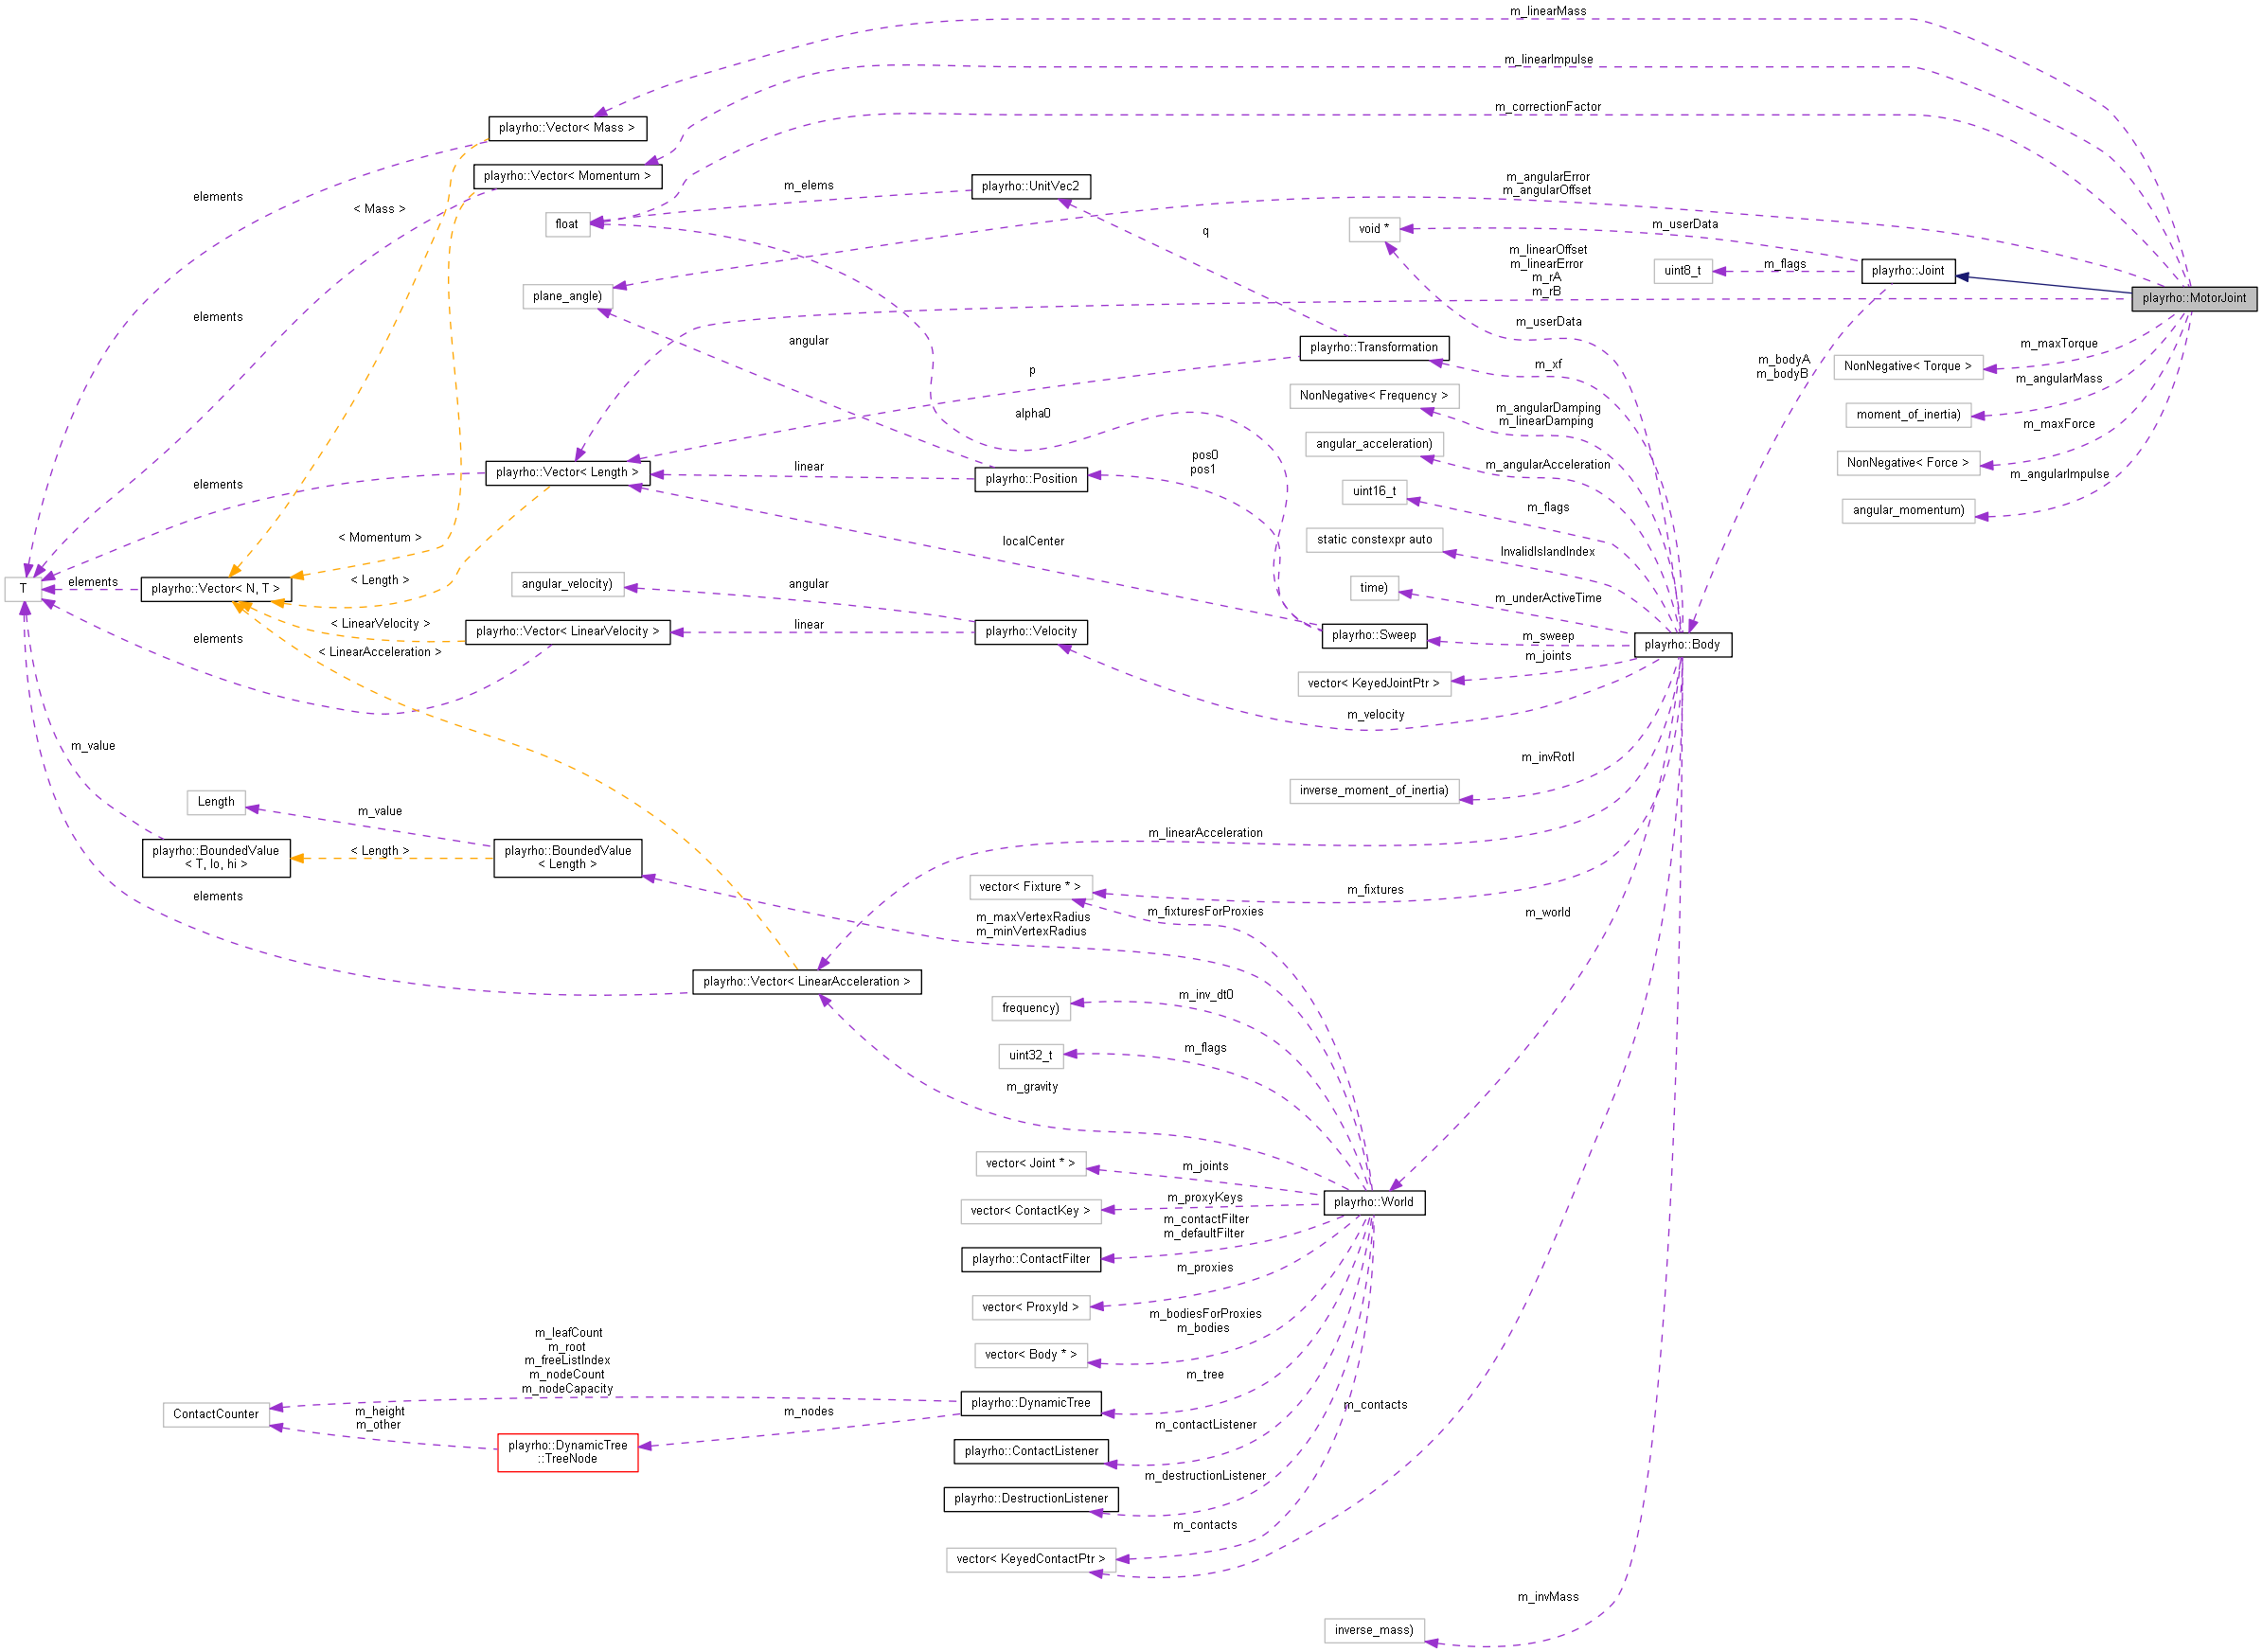 m_linearMass
m_linearImpulse
m_correctionFactor
playrho::Vector< Mass >
playrho::Vector< Momentum >
playrho::UnitVec2
m_elems
float
elements
< Mass >
m_angularError
m_angularOffset
void *
m_userData
q
uint8_t
m_flags
playrho::Joint
playrho::MotorJoint
plane_angle)
m_linearOffset
m_linearError
m_rA
m_rB
elements
angular
m_userData
playrho::Transformation
m_xf
p
m_bodyA
m_bodyB
m_maxTorque
NonNegative< Torque >
m_angularMass
NonNegative< Frequency >
m_angularDamping
m_linearDamping
alpha0
moment_of_inertia)
m_maxForce
angular_acceleration)
m_angularAcceleration
pos0
pos1
NonNegative< Force >
m_angularImpulse
playrho::Vector< Length >
linear
playrho::Position
elements
uint16_t
m_flags
angular_momentum)
< Momentum >
localCenter
static constexpr auto
InvalidIslandIndex
T
elements
playrho::Vector< N, T >
< Length >
angular_velocity)
angular
time)
m_underActiveTime
< LinearVelocity >
playrho::Vector< LinearVelocity >
linear
playrho::Velocity
playrho::Sweep
m_sweep
playrho::Body
elements
< LinearAcceleration >
m_joints
vector< KeyedJointPtr >
m_velocity
m_value
m_invRotI
inverse_moment_of_inertia)
Length
m_value
m_linearAcceleration
playrho::BoundedValue
< T, lo, hi >
< Length >
playrho::BoundedValue
< Length >
vector< Fixture * >
m_fixtures
elements
m_maxVertexRadius
m_minVertexRadius
m_fixturesForProxies
m_world
playrho::Vector< LinearAcceleration >
frequency)
m_inv_dt0
uint32_t
m_flags
m_gravity
vector< Joint * >
m_joints
vector< ContactKey >
m_proxyKeys
playrho::World
m_contactFilter
m_defaultFilter
playrho::ContactFilter
m_proxies
vector< ProxyId >
m_bodiesForProxies
m_bodies
vector< Body * >
m_leafCount
m_root
m_freeListIndex
m_nodeCount
m_nodeCapacity
m_tree
playrho::DynamicTree
ContactCounter
m_height
m_other
m_nodes
m_contacts
m_contactListener
playrho::DynamicTree
::TreeNode
playrho::ContactListener
m_destructionListener
playrho::DestructionListener
m_contacts
vector< KeyedContactPtr >
m_invMass
inverse_mass)